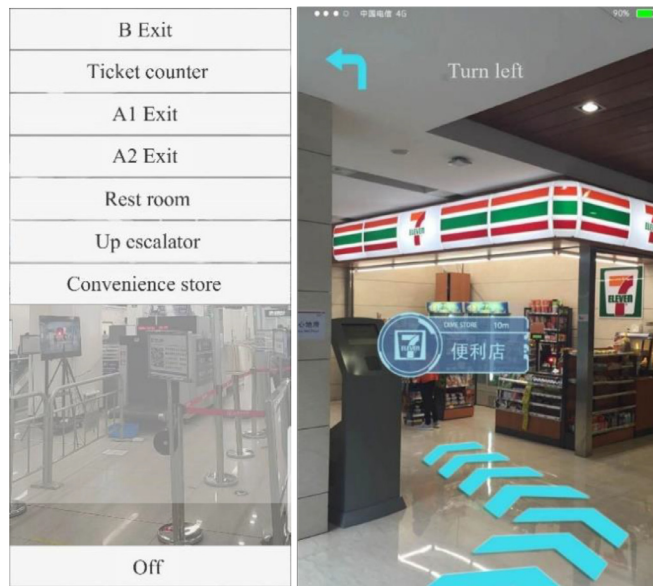 B Exit
Ticket counter
A1 Exit
A2 Exit
Rest room
Up escalator
Convenience store
Off
中国电信 4G
90%
Turn left
7
ELEVEN
7
ELEVEN
ELEVEN
10m
便利店